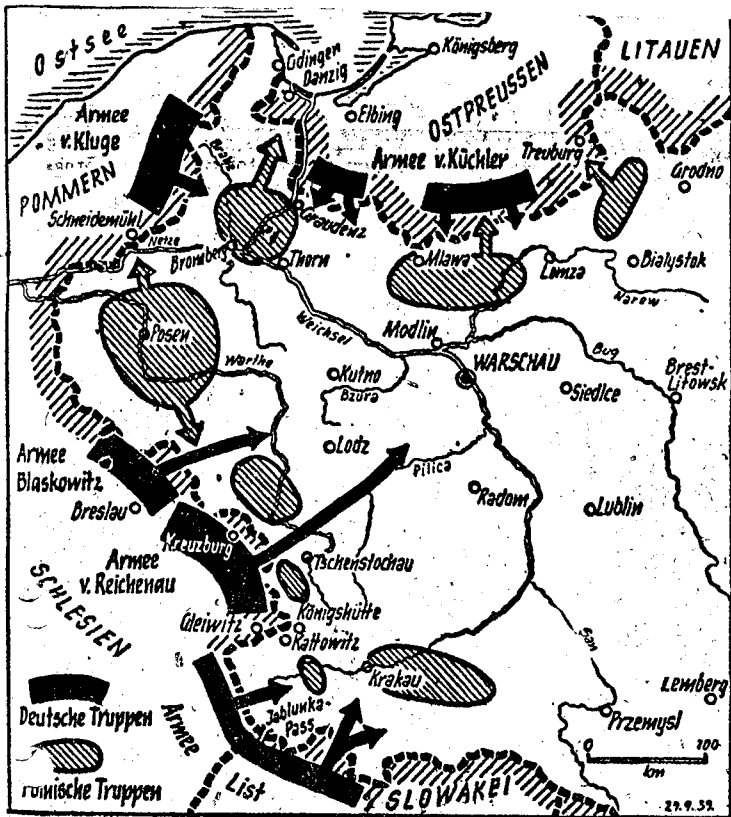 Ostsee
Gdingen
Danzig
Königsberg
LITAUEN
Elbing
OSTPREUSSEN
Armee
v. Kluge
Armee v. Küchler
Treuburg
Grodno
POMMERN
Brahe
Schneidemühl
Netze
Bromberg
Graudenz
Thorn
Mlawa
Lomza
Bialystok
Narew
Posen
Warthe
Weichsel
Modlin
WARSCHAU
Bug
Brest-
Litowsk
Kutno
Bzura
Siedlce
Armee
Blaskowitz
Lodz
Pilica
Breslau
Radom
Lublin
Kreuzburg
Armee
v. Reichenau
Tschenstochau
SCHLESIEN
Königshütte
Gleiwitz
Kattowitz
San
Krakau
Lemberg
Jablunka-
Pass
Przemysl
Deutsche Truppen
Polnische Truppen
Armee
List
SLOWAKEI
0 100
km
29.9.39.